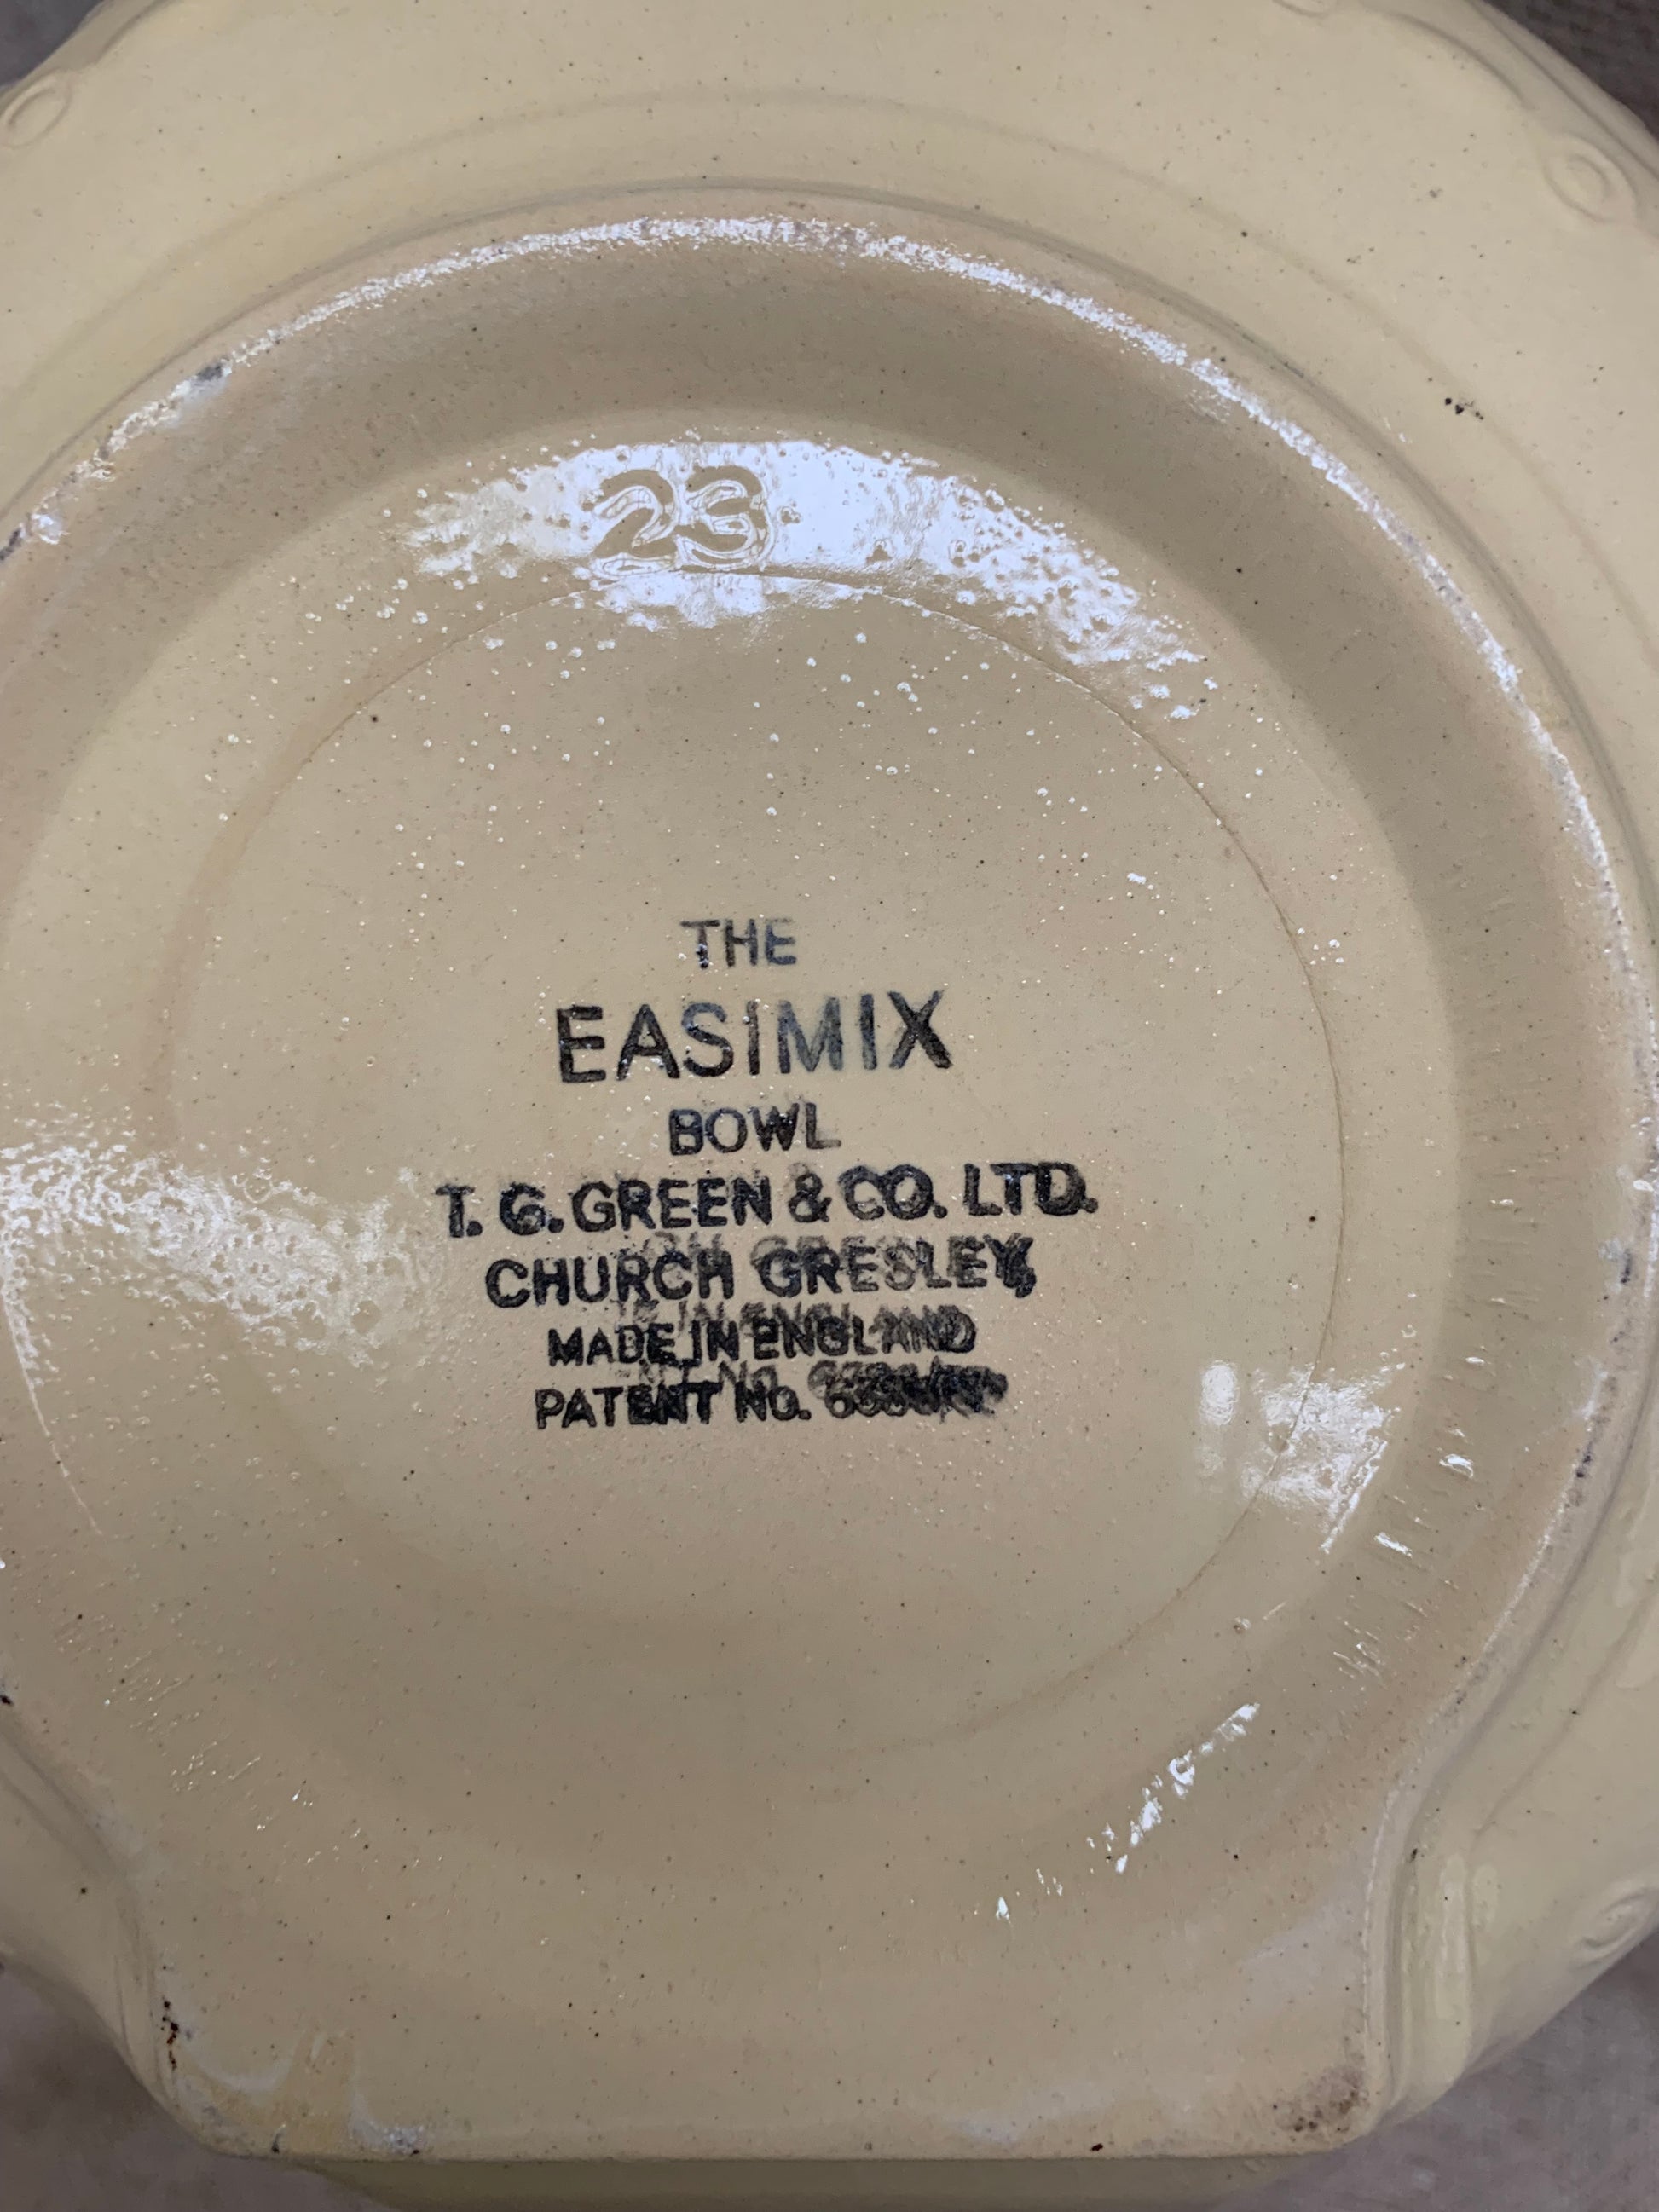 23
THE
EASIMIX
BOWL
T. G. GREEN & CO. LTD.
CHURCH GRESLEY,
MADE IN ENGLAND
PATENT No.